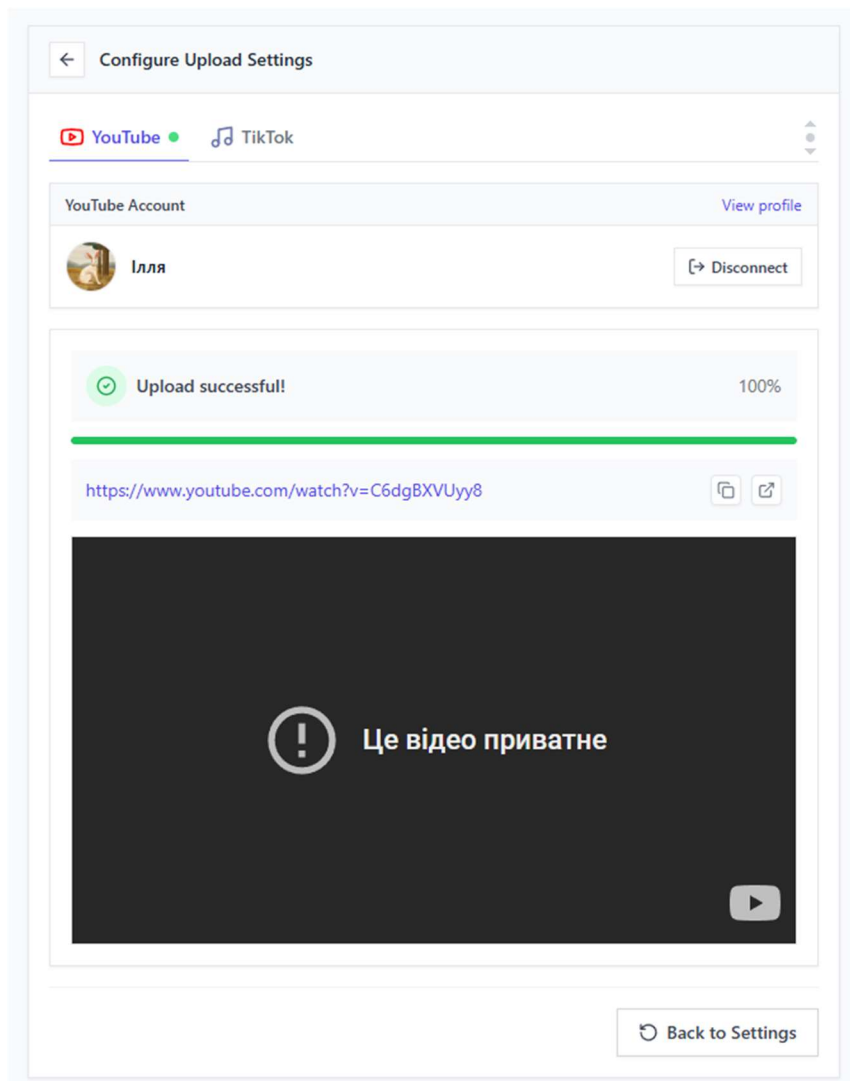 Configure Upload Settings
YouTube
TikTok
YouTube Account
View profile
Ілля
Disconnect
Upload successful!
100%
https://www.youtube.com/watch?v=C6dgBXVUyy8
Це відео приватне
Back to Settings